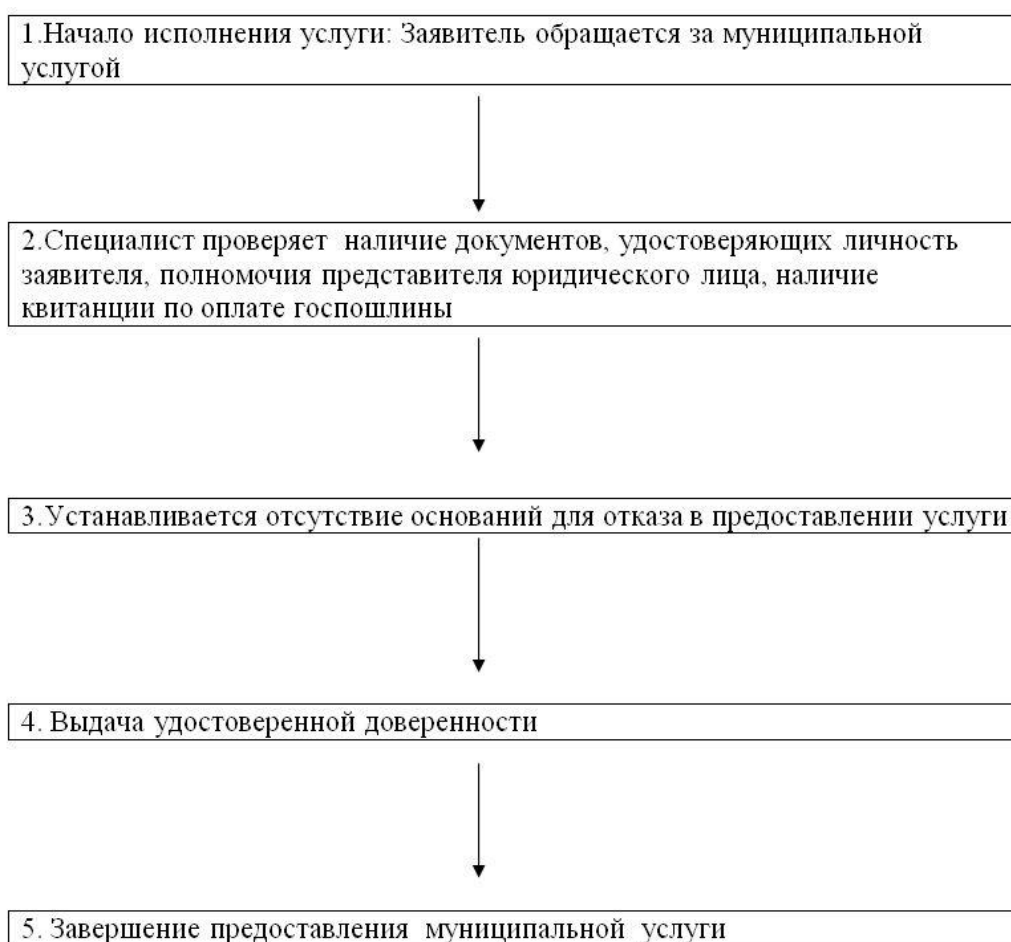 1.Начало исполнения услуги: Заявитель обращается за муниципальной
услугой
2.Специалист проверяет наличие документов, удостоверяющих личность
заявителя, полномочия представителя юридического лица, наличие
квитанции по оплате госпошлины
3.Устанавливается отсутствие оснований для отказа в предоставлении услуги
4. Выдача удостоверенной доверенности
5. Завершение предоставления муниципальной услуги